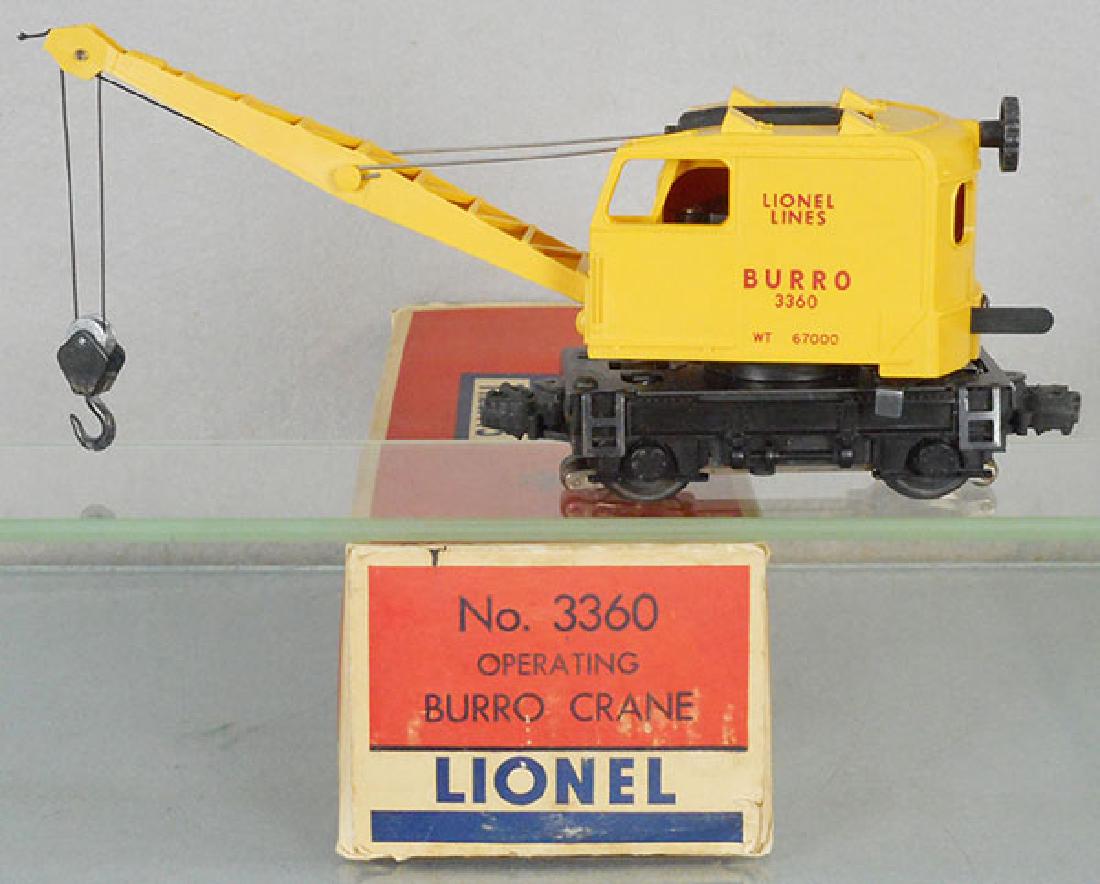 LIONEL
LINES
BURRO
3360
WT 67000
No. 3360
OPERATING
BURRO CRANE
LIONEL